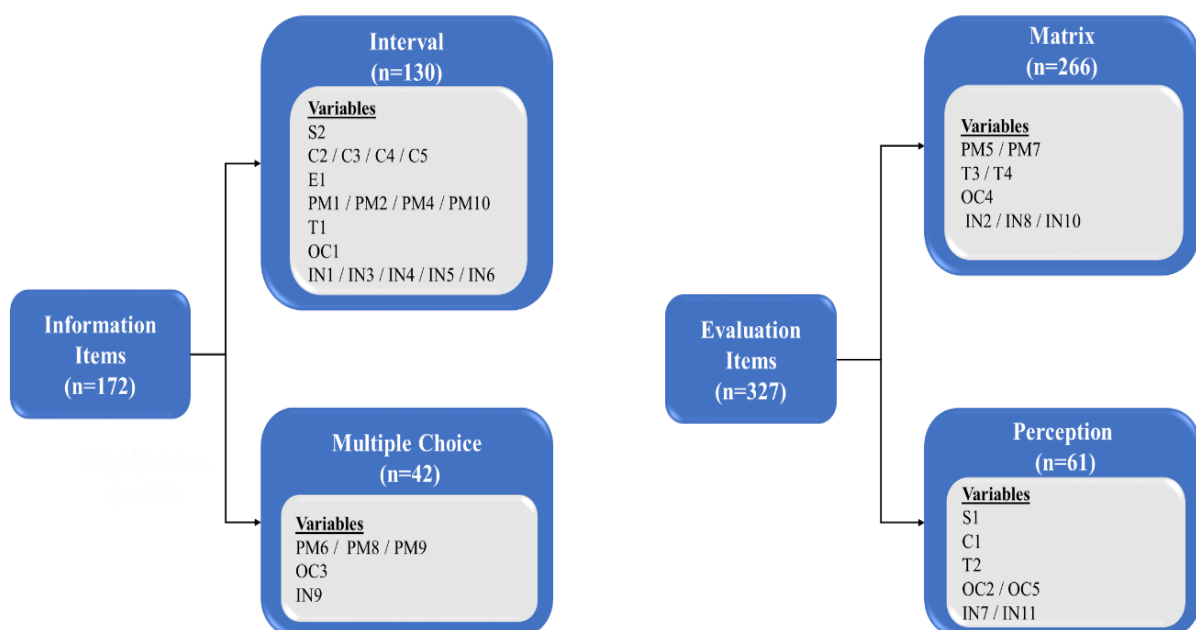 Interval
(n=130)
Variables
S2
C2 / C3 / C4 / C5
E1
PM1 / PM2 / PM4 / PM10
T1
OC1
IN1 / IN3 / IN4 / IN5 / IN6
Information
Items
(n=172)
Multiple Choice
(n=42)
Variables
PM6 / PM8 / PM9
OC3
IN9
Matrix
(n=266)
Variables
PM5 / PM7
T3 / T4
OC4
IN2 / IN8 / IN10
Evaluation
Items
(n=327)
Perception
(n=61)
Variables
S1
C1
T2
OC2 / OC5
IN7 / IN11